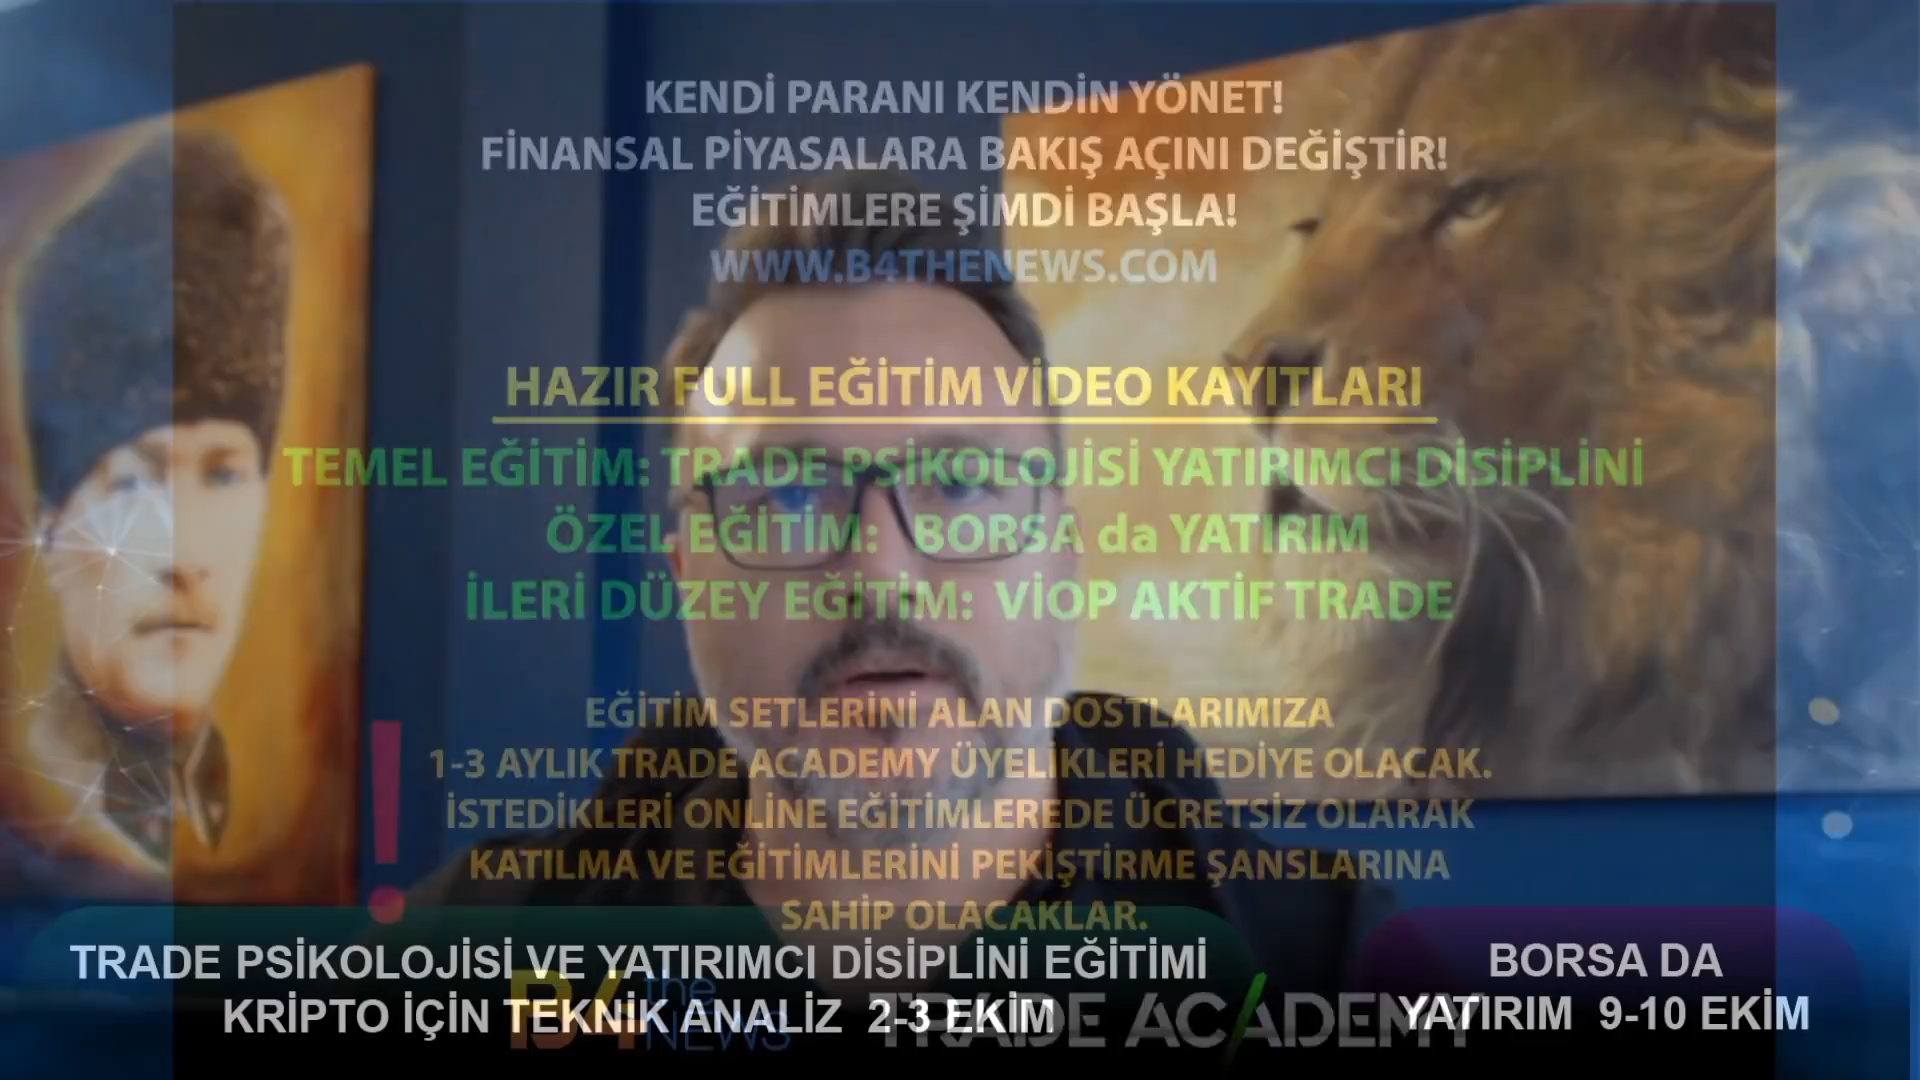 KENDİ PARANI KENDİN YÖNET!
FİNANSAL PİYASALARA BAKIŞ AÇINI DEĞİŞTİR!
EĞİTİMLERE ŞİMDİ BAŞLA!
WWW.B4THENEWS.COM
HAZIR FULL EĞİTİM VİDEO KAYITLARI
TEMEL EĞİTİM: TRADE PSİKOLOJİSİ YATIRIMCI DİSİPLİNİ
ÖZEL EĞİTİM: BORSA da YATIRIM
İLERİ DÜZEY EĞİTİM: VİOP AKTİF TRADE
! EĞİTİM SETLERİNİ ALAN DOSTLARIMIZA
1-3 AYLIK TRADE ACADEMY ÜYELİKLERİ HEDİYE OLACAK.
İSTEDİKLERİ ONLİNE EĞİTİMLEREDE ÜCRETSİZ OLARAK
KATILMA VE EĞİTİMLERİNİ PEKİŞTİRME ŞANSLARINA
SAHİP OLACAKLAR.
TRADE PSİKOLOJİSİ VE YATIRIMCI DİSİPLİNİ EĞİTİMİ
KRİPTO İÇİN TEKNİK ANALİZ 2-3 EKİM
BORSA DA
YATIRIM 9-10 EKİM
B4 the NEWS
TRADE ACADEMY